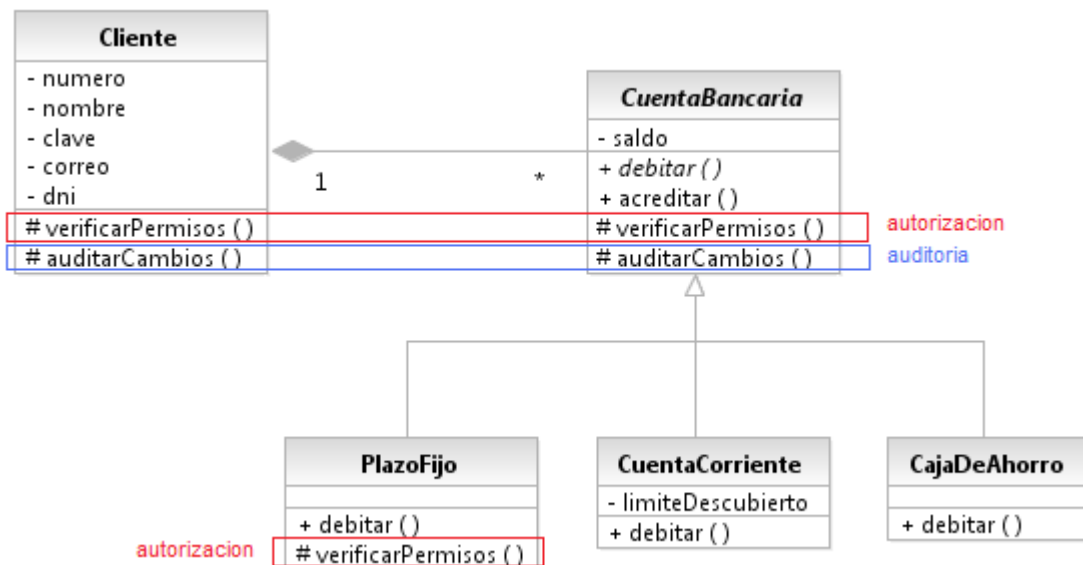 Cliente
- numero
- nombre
- clave
- correo
- dni
# verificarPermisos ( )
# auditarCambios ( )
1
*
CuentaBancaria
- saldo
+ debitar ( )
+ acreditar ( )
# verificarPermisos ( )
# auditarCambios ( )
autorizacion
auditoria
PlazoFijo
+ debitar ( )
# verificarPermisos ( )
autorizacion
CuentaCorriente
- limiteDescubierto
+ debitar ( )
CajaDeAhorro
+ debitar ( )